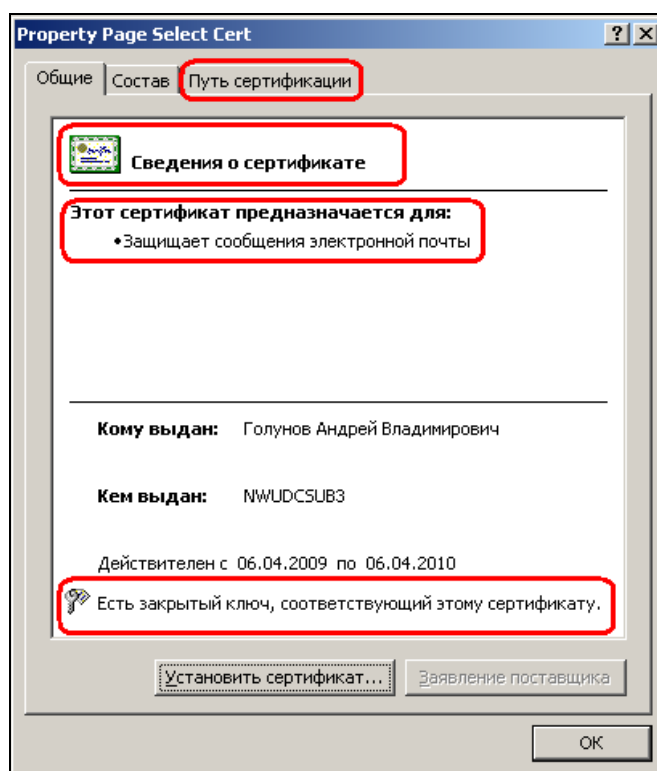 Property Page Select Cert
Общие Состав Путь сертификации
Сведения о сертификате
Этот сертификат предназначается для:
•Защищает сообщения электронной почты
Кому выдан: Голунов Андрей Владимирович
Кем выдан: NWUDCSUB3
Действителен с 06.04.2009 по 06.04.2010
Есть закрытый ключ, соответствующий этому сертификату.
Установить сертификат... Заявление поставщика
ОК